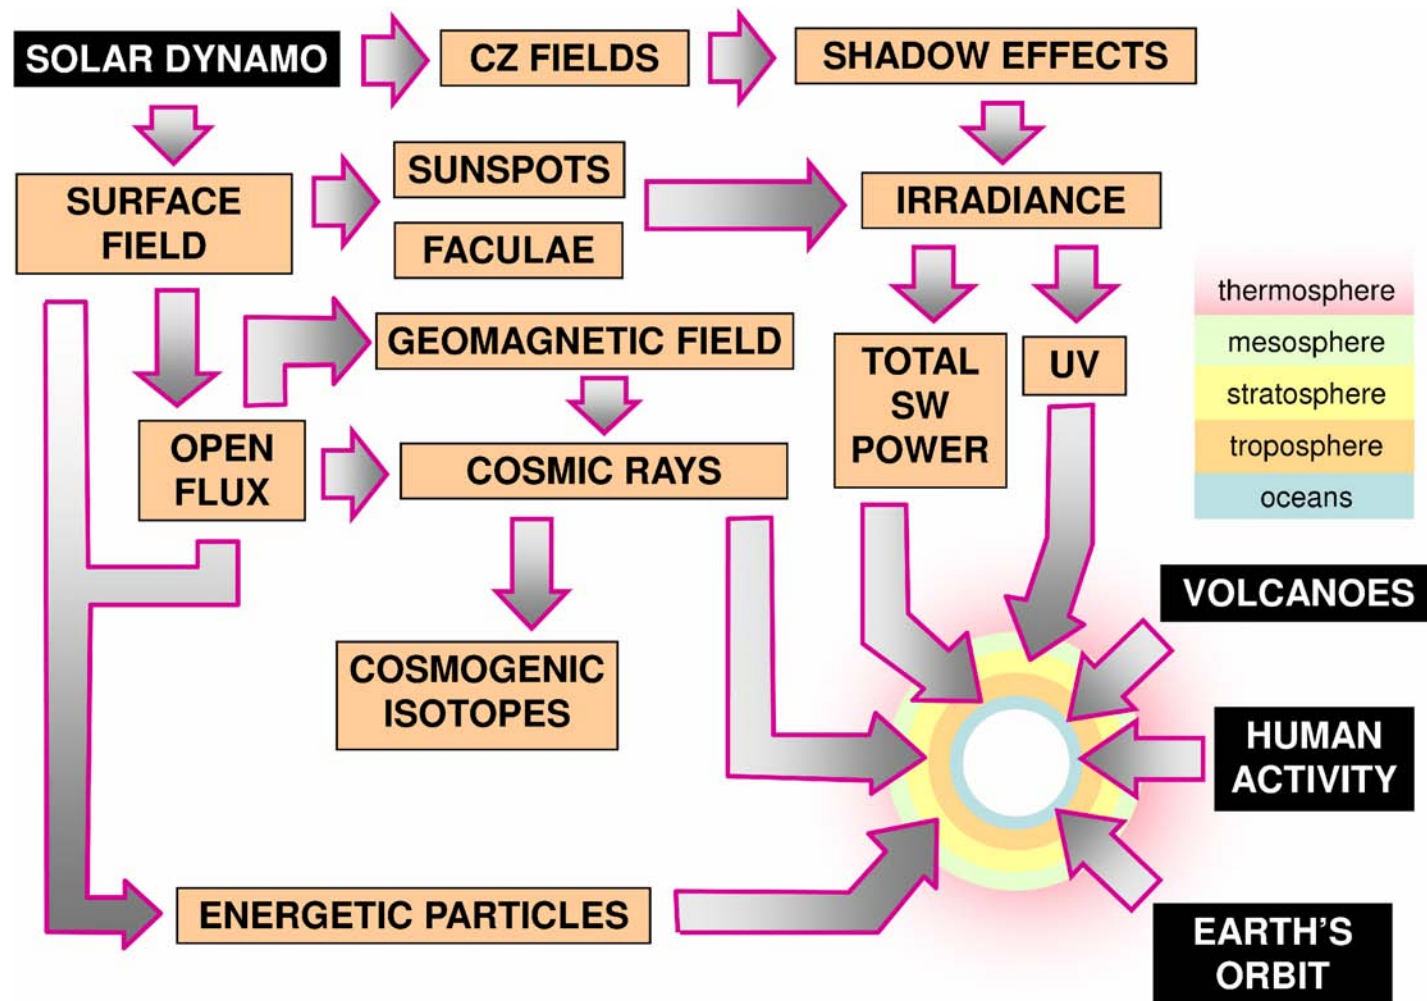 SOLAR DYNAMO
CZ FIELDS
SHADOW EFFECTS
SURFACE
FIELD
SUNSPOTS
FACULAE
IRRADIANCE
GEOMAGNETIC FIELD
TOTAL
SW
POWER
UV
thermosphere
mesosphere
stratosphere
troposphere
oceans
OPEN
FLUX
COSMIC RAYS
COSMOGENIC
ISOTOPES
VOLCANOES
HUMAN
ACTIVITY
ENERGETIC PARTICLES
EARTH'S
ORBIT